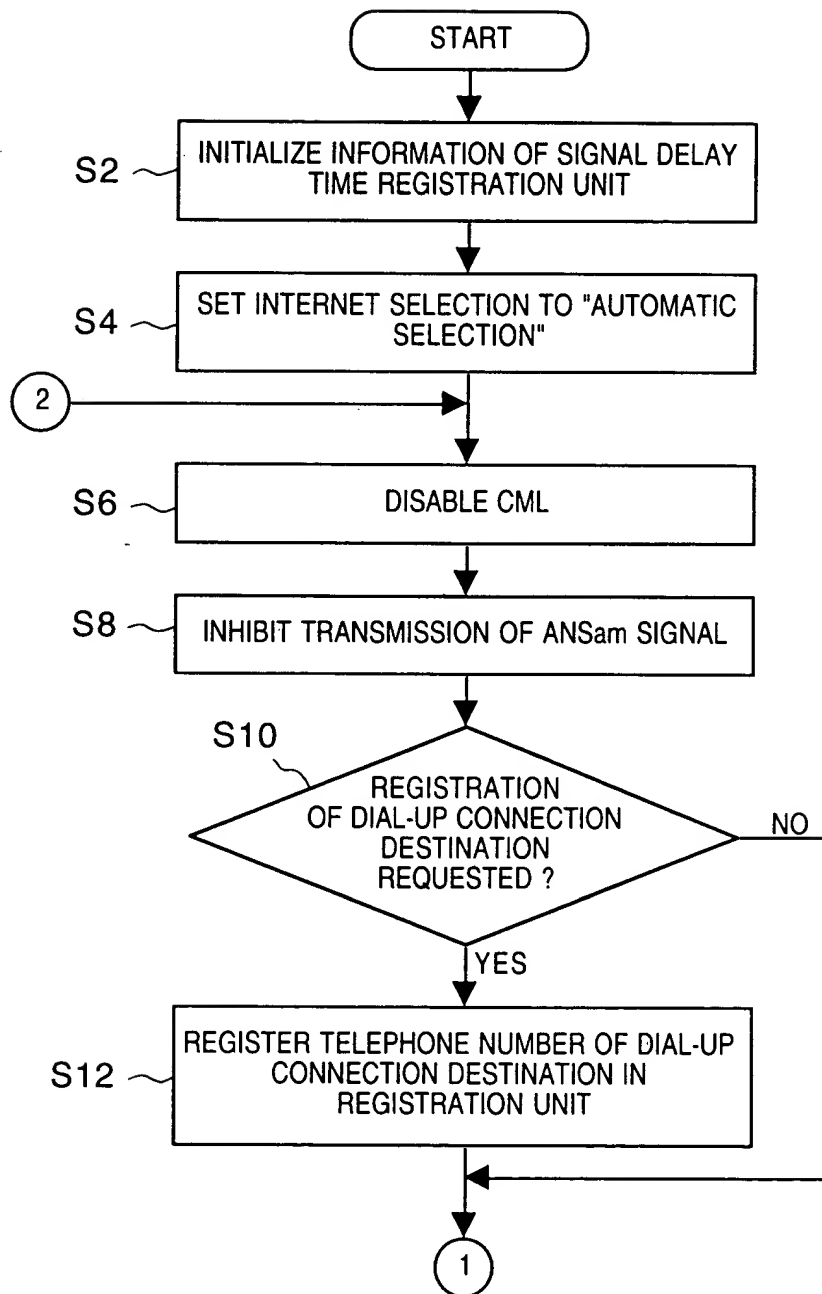 START
S2
INITIALIZE INFORMATION OF SIGNAL DELAY
TIME REGISTRATION UNIT
S4
SET INTERNET SELECTION TO "AUTOMATIC
SELECTION"
2
S6
DISABLE CML
S8
INHIBIT TRANSMISSION OF ANSam SIGNAL
S10
REGISTRATION
OF DIAL-UP CONNECTION
DESTINATION
REQUESTED ?
NO
YES
S12
REGISTER TELEPHONE NUMBER OF DIAL-UP
CONNECTION DESTINATION IN
REGISTRATION UNIT
1